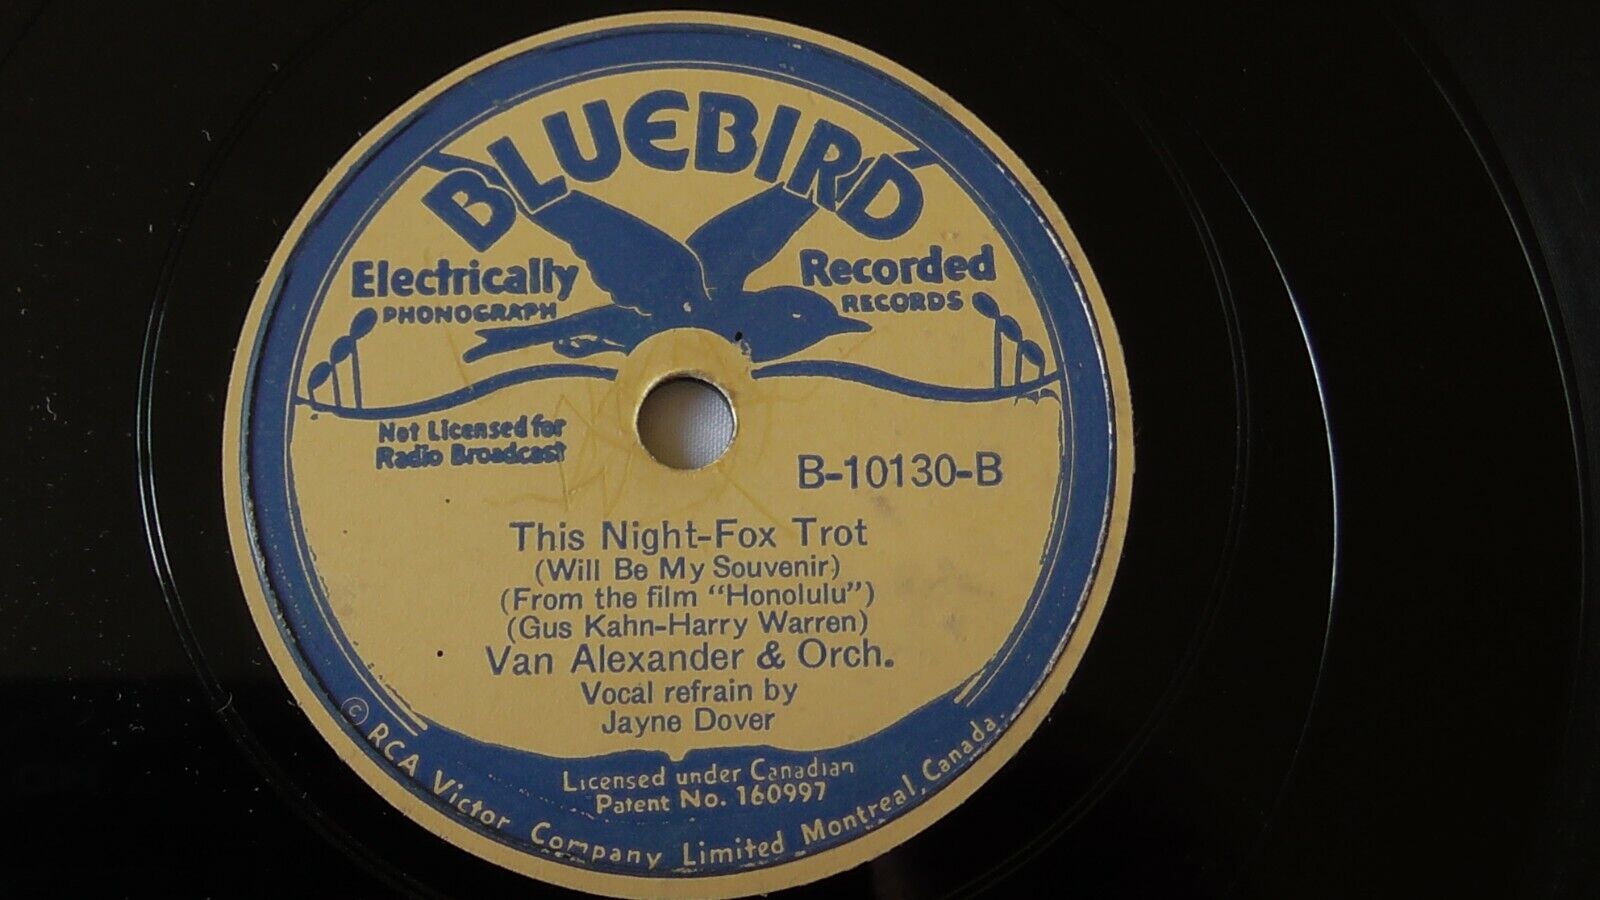 BLUEBIRD
Electrically Recorded
PHONOGRAPH RECORDS
Not Licensed for
Radio Broadcast
B-10130-B
This Night-Fox Trot
(Will Be My Souvenir)
(From the film “Honolulu”)
(Gus Kahn-Harry Warren)
Van Alexander & Orch.
Vocal refrain by
Jayne Dover
Licensed under Canadian
Patent No. 160997
© RCA Victor Company Limited Montreal, Canada.